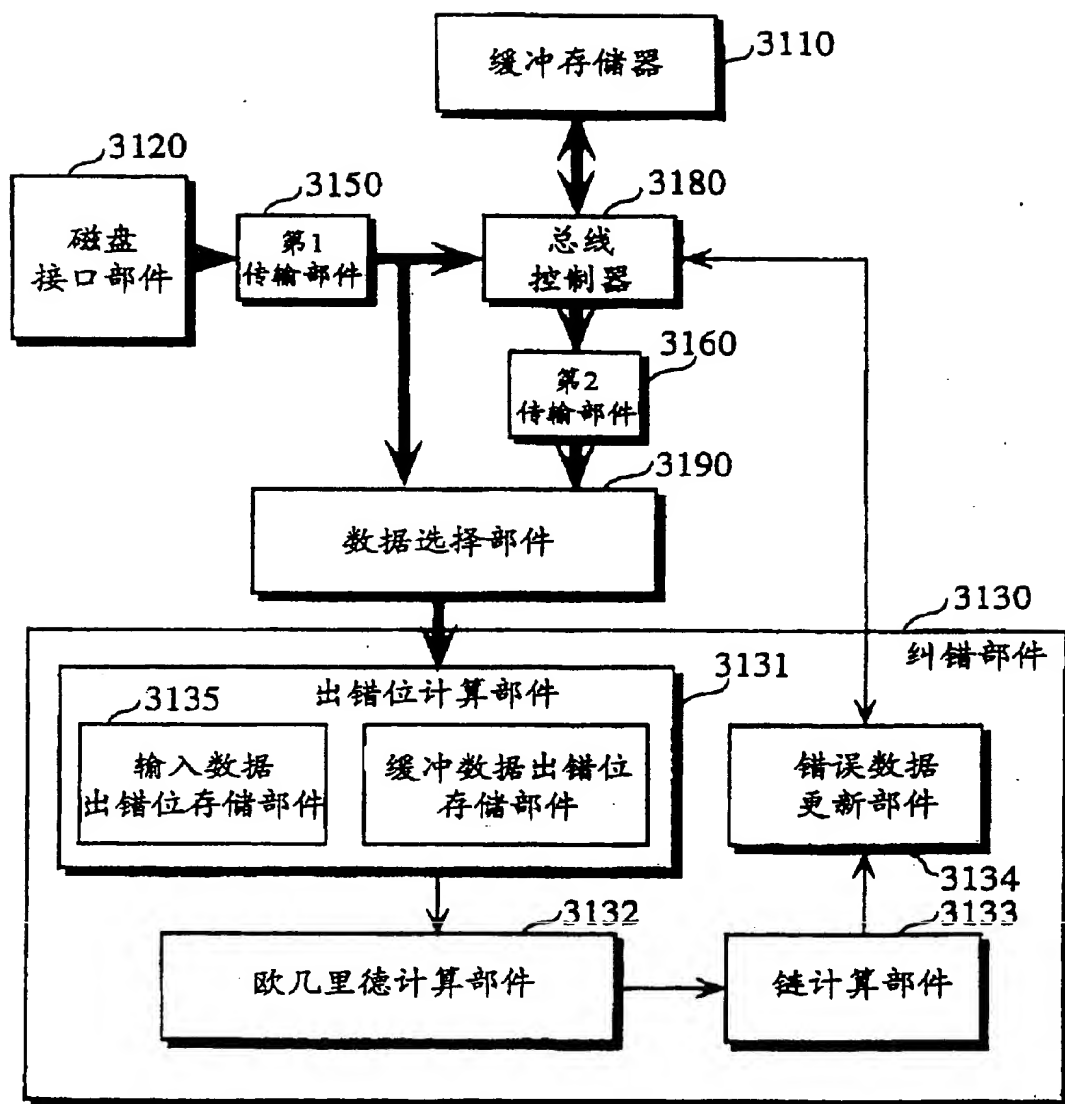 3110
缓冲存储器
3120
3150
3180
磁盘
接口部件
第1
传输部件
总线
控制器
3160
第2
传输部件
3190
数据选择部件
3130
纠错部件
3131
出错位计算部件
3135
输入数据
出错位存储部件
缓冲数据出错位
存储部件
错误数据
更新部件
3134
3132
3133
欧几里德计算部件
链计算部件